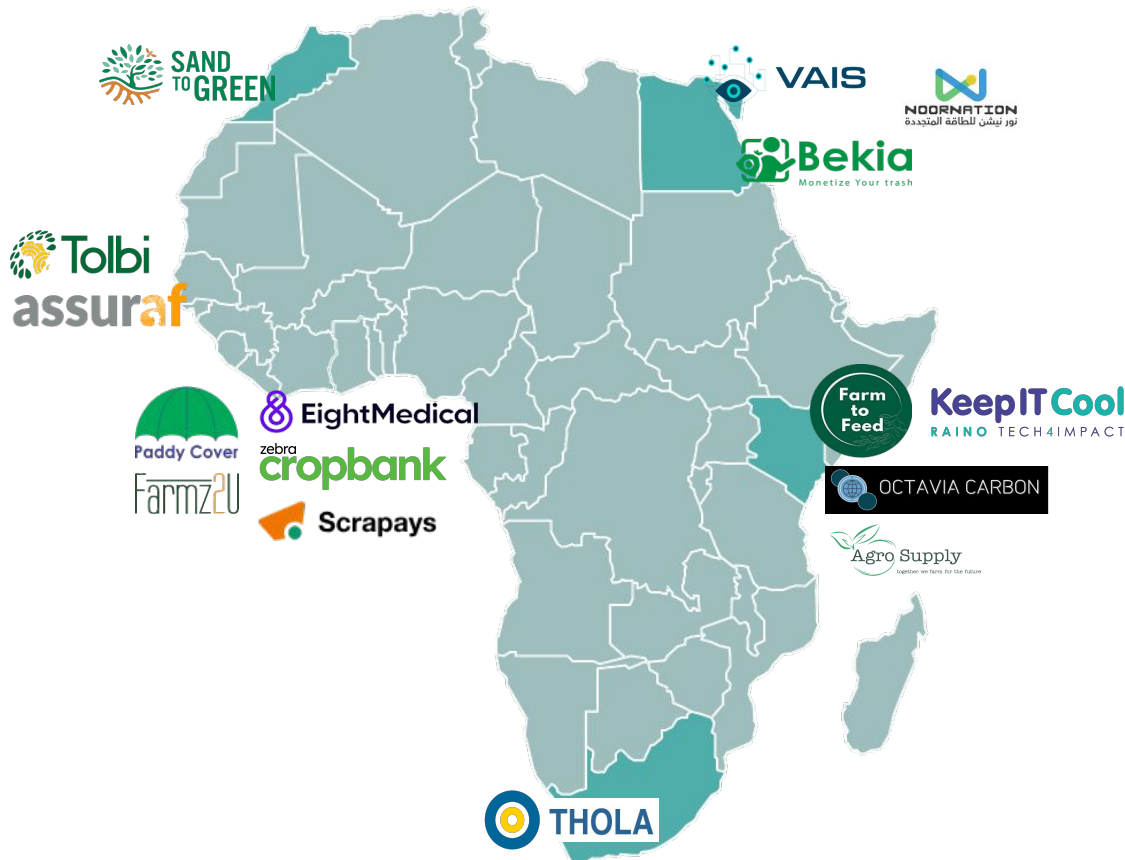 SAND
TO GREEN
VAIS
NOORNATION
نور نيشن للطاقة المتجددة
Bekia
Monetize Your trash
Tolbi
assuraf
Farm
to
Feed
KeepIT Cool
RAINO TECH4IMPACT
Paddy Cover
Farmz2U
EightMedical
zebra
cropbank
Scrapays
OCTAVIA CARBON
Agro Supply
together we farm for the future
THOLA